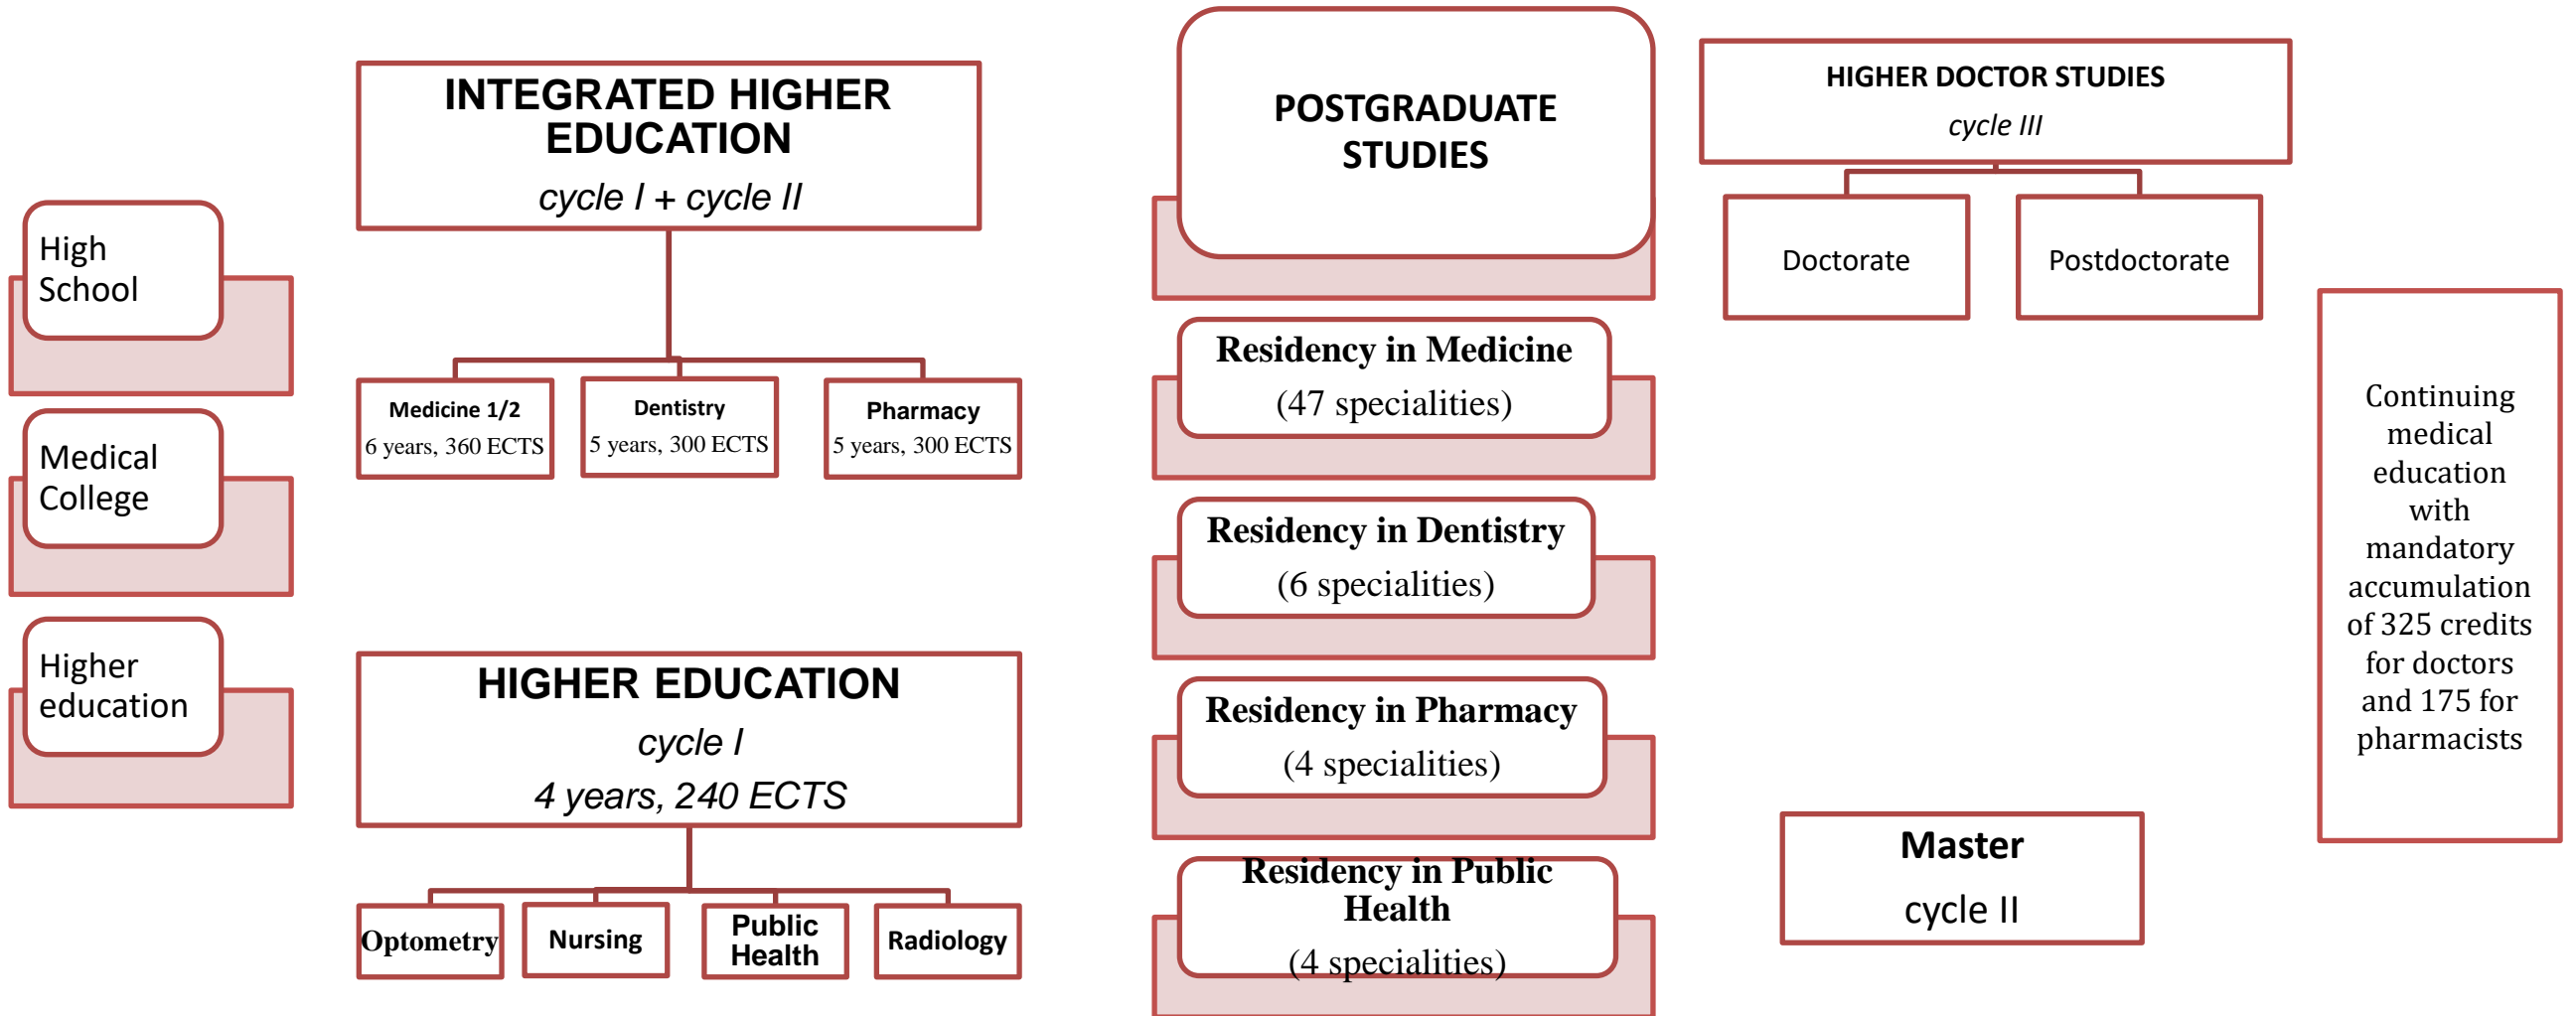 High
School
Medical
College
Higher
education
INTEGRATED HIGHER
EDUCATION
cycle I + cycle II
Medicine 1/2
6 years, 360 ECTS
Dentistry
5 years, 300 ECTS
Pharmacy
5 years, 300 ECTS
HIGHER EDUCATION
cycle I
4 years, 240 ECTS
Optometry
Nursing
Public
Health
Radiology
POSTGRADUATE
STUDIES
Residency in Medicine
(47 specialities)
Residency in Dentistry
(6 specialities)
Residency in Pharmacy
(4 specialities)
Residency in Public
Health
(4 specialities)
HIGHER DOCTOR STUDIES
cycle III
Doctorate
Postdoctorate
Master
cycle II
Continuing
medical
education
with
mandatory
accumulation
of 325 credits
for doctors
and 175 for
pharmacists